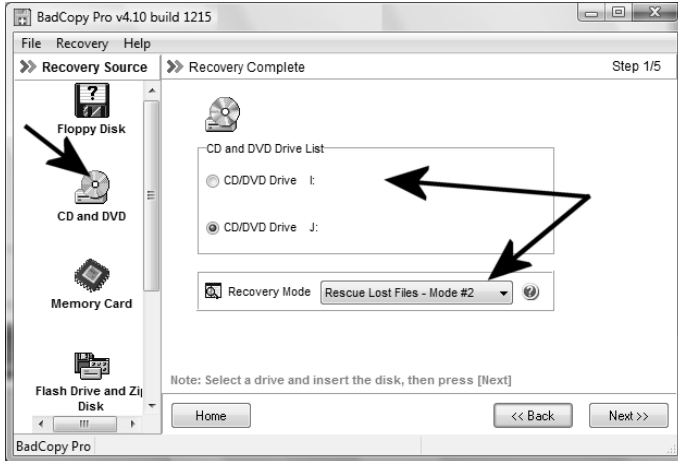 BadCopy Pro v4.10 build 1215
File Recovery Help
Recovery Source
Recovery Complete
Step 1/5
?
Floppy Disk
CD and DVD
Memory Card
Flash Drive and Zip
Disk
CD and DVD Drive List
CD/DVD Drive I:
CD/DVD Drive J:
Recovery Mode Rescue Lost Files - Mode #2 ?
Note: Select a drive and insert the disk, then press [Next]
Home
<< Back
Next >>
BadCopy Pro